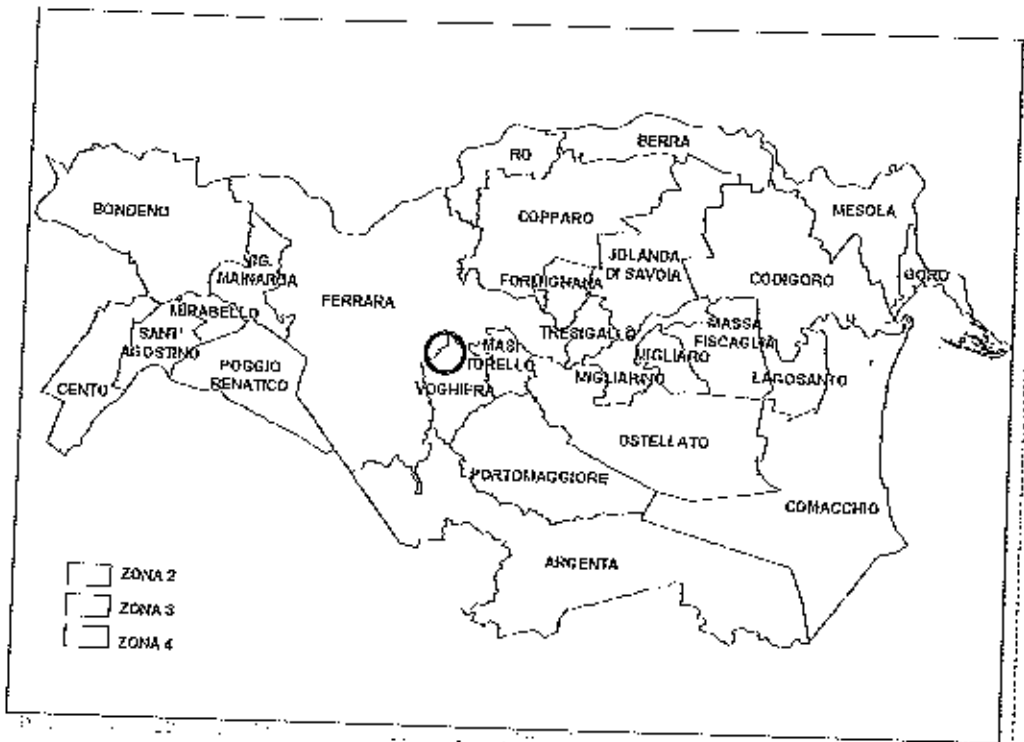 BERRA
RO
BONDENO
COPPARO
MESOLA
GG.
MAINARDA
JOLANDA
DI SAVOIA
FORMIGNANA
CODIGORO
GORO
FERRARA
MIRABELLO
SANT'
AGOSTINO
TRESIGALLO
MASSA
FISCAGLIA
MASI
TORELLO
MIGLIARO
POGGIO
RENATICO
CENTO
VOGHIERA
MIGLIARINO
LAGOSANTO
OSTELLATO
PORTOMAGGIORE
COMACCHIO
ARGENTA
ZONA 2
ZONA 3
ZONA 4